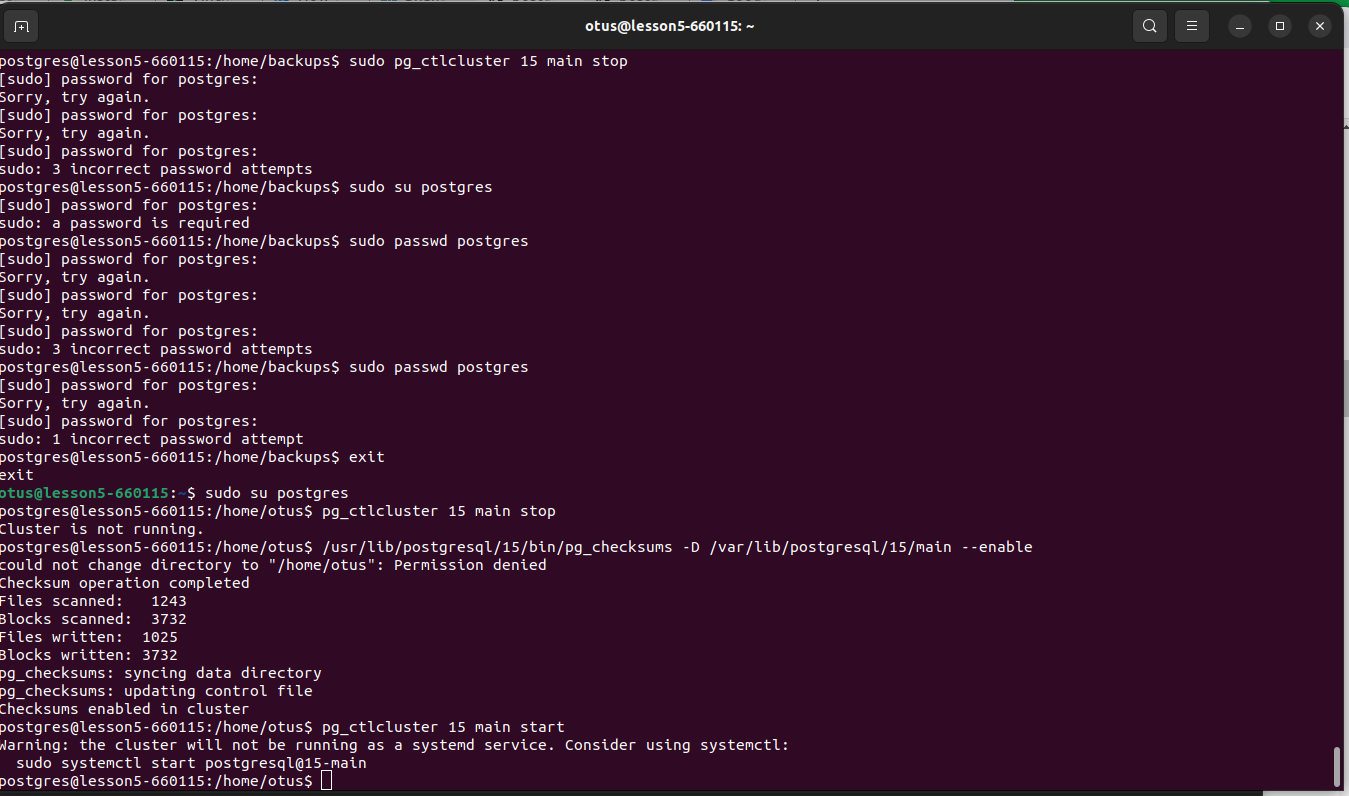 otus@lesson5-660115: ~
postgres@lesson5-660115:/home/backups$ sudo pg_ctlcluster 15 main stop
[sudo] password for postgres:
Sorry, try again.
[sudo] password for postgres:
Sorry, try again.
[sudo] password for postgres:
sudo: 3 incorrect password attempts
postgres@lesson5-660115:/home/backups$ sudo su postgres
[sudo] password for postgres:
sudo: a password is required
postgres@lesson5-660115:/home/backups$ sudo passwd postgres
[sudo] password for postgres:
Sorry, try again.
[sudo] password for postgres:
Sorry, try again.
[sudo] password for postgres:
sudo: 3 incorrect password attempts
postgres@lesson5-660115:/home/backups$ sudo passwd postgres
[sudo] password for postgres:
Sorry, try again.
[sudo] password for postgres:
sudo: 1 incorrect password attempt
postgres@lesson5-660115:/home/backups$ exit
exit
otus@lesson5-660115:~$ sudo su postgres
postgres@lesson5-660115:/home/otus$ pg_ctlcluster 15 main stop
Cluster is not running.
postgres@lesson5-660115:/home/otus$ /usr/lib/postgresql/15/bin/pg_checksums -D /var/lib/postgresql/15/main --enable
could not change directory to "/home/otus": Permission denied
Checksum operation completed
Files scanned:   1243
Blocks scanned:  3732
Files written:  1025
Blocks written: 3732
pg_checksums: syncing data directory
pg_checksums: updating control file
Checksums enabled in cluster
postgres@lesson5-660115:/home/otus$ pg_ctlcluster 15 main start
Warning: the cluster will not be running as a systemd service. Consider using systemctl:
  sudo systemctl start postgresql@15-main
postgres@lesson5-660115:/home/otus$